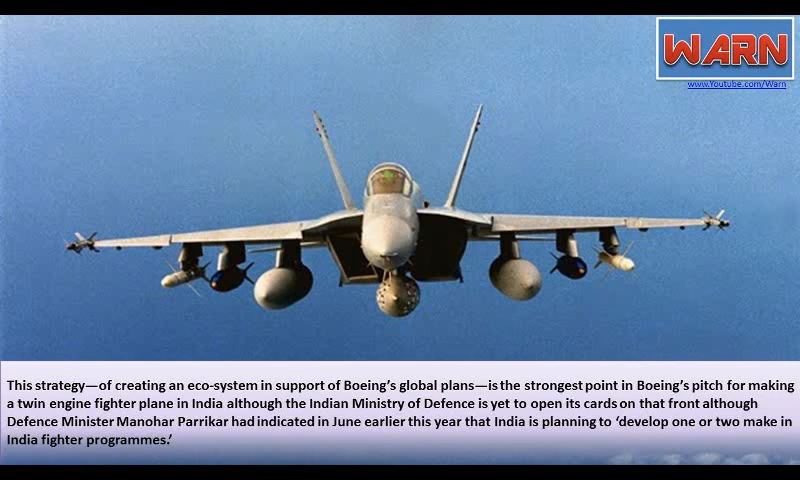 WARN
www.Youtube.com/Warn
This strategy—of creating an eco-system in support of Boeing’s global plans—is the strongest point in Boeing’s pitch for making
a twin engine fighter plane in India although the Indian Ministry of Defence is yet to open its cards on that front although
Defence Minister Manohar Parrikar had indicated in June earlier this year that India is planning to ‘develop one or two make in
India fighter programmes.’